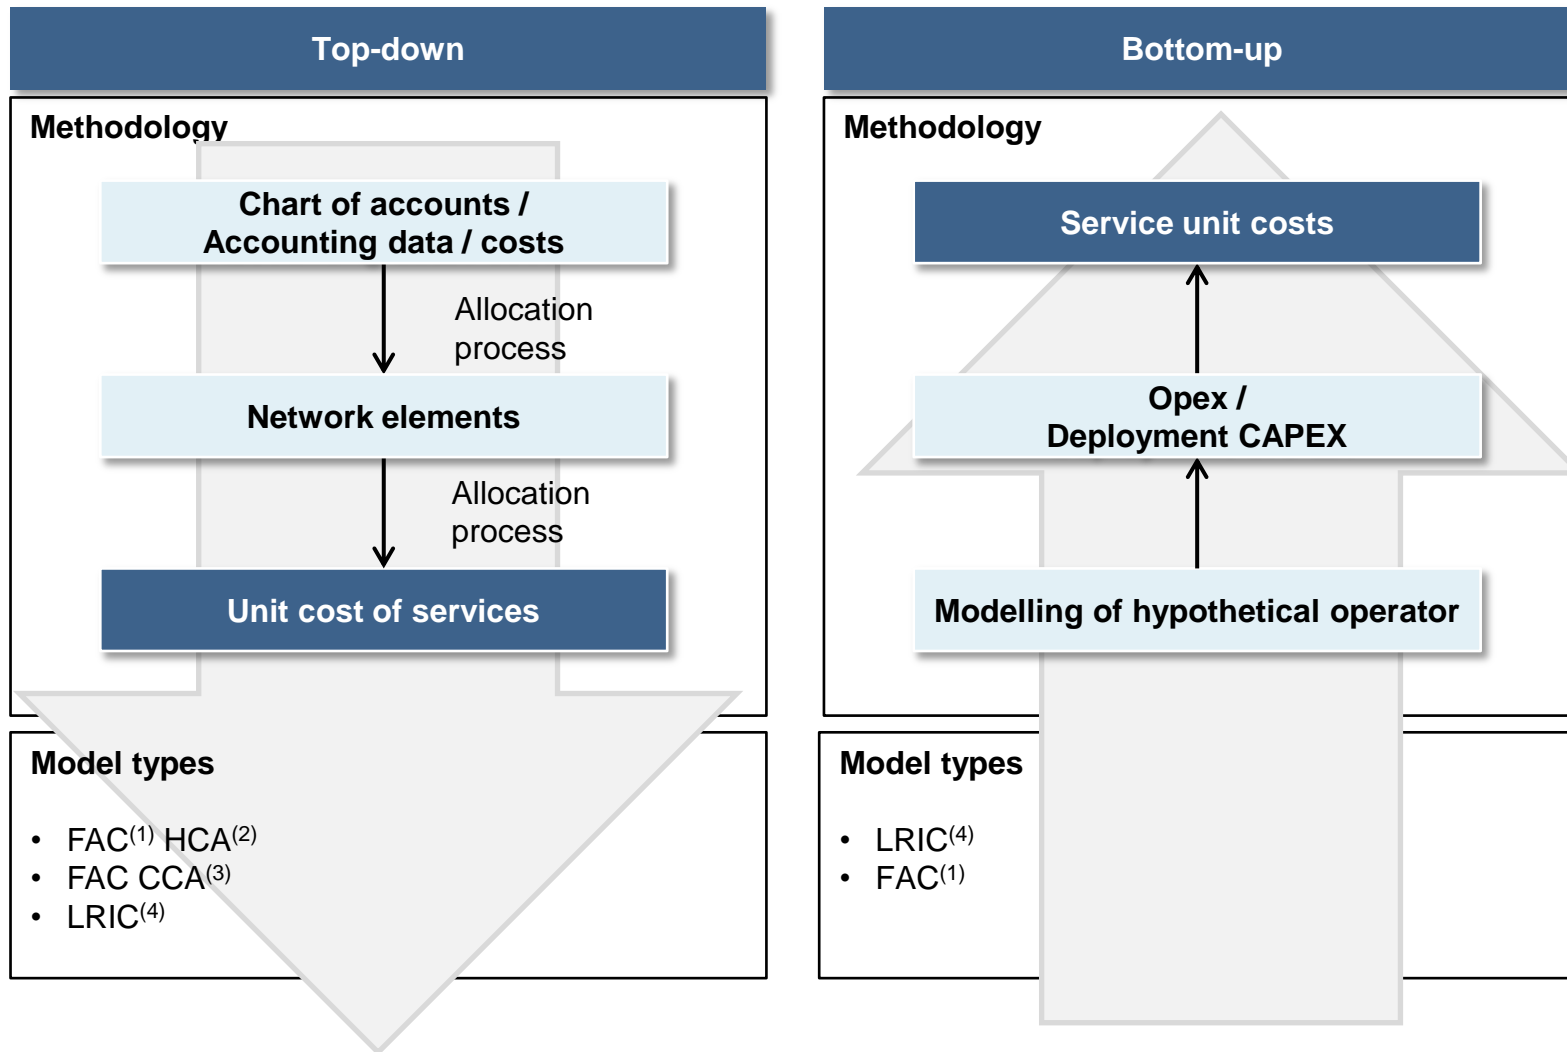 Top-down
Methodology
Chart of accounts /
Accounting data / costs
Allocation
process
Network elements
Allocation
process
Unit cost of services
Model types
• FAC(1) HCA(2)
• FAC CCA(3)
• LRIC(4)
Bottom-up
Methodology
Service unit costs
Opex /
Deployment CAPEX
Modelling of hypothetical operator
Model types
• LRIC(4)
• FAC(1)